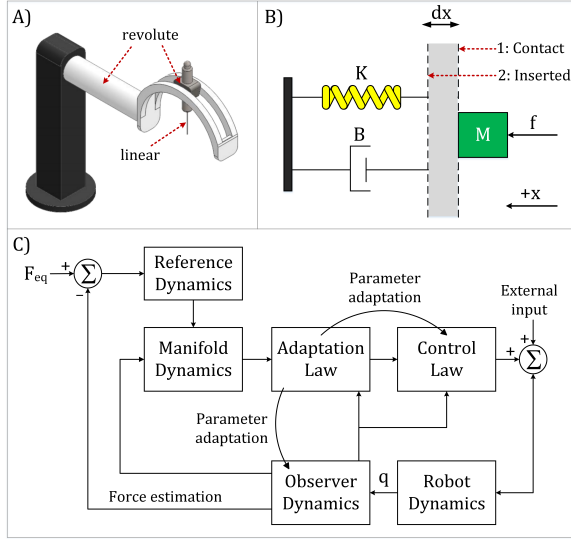 A)
revolute
linear
B)
dx
1: Contact
2: Inserted
K
B
M
f
+x
C)
F_eq
+
−
Σ
Reference
Dynamics
Manifold
Dynamics
Parameter
adaptation
Adaptation
Law
Control
Law
External
input
+
+
Σ
Parameter
adaptation
Observer
Dynamics
q
Robot
Dynamics
Force estimation